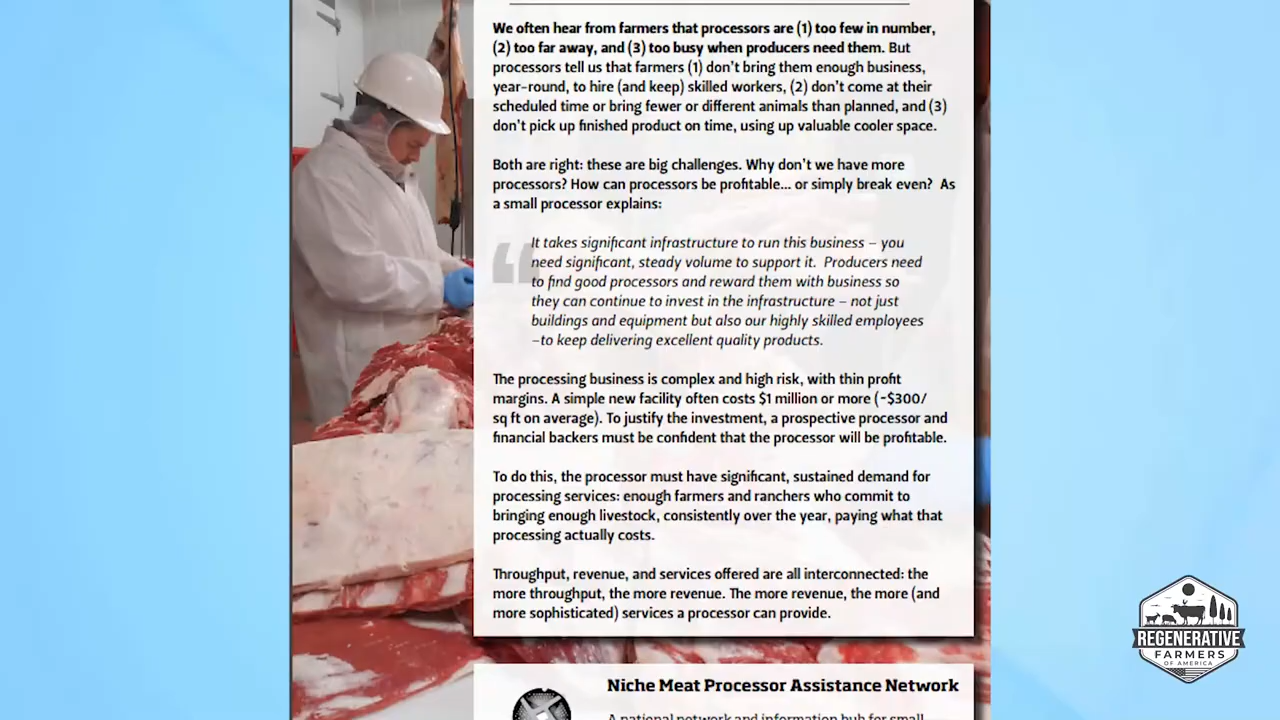 We often hear from farmers that processors are (1) too few in number,
(2) too far away, and (3) too busy when producers need them. But
processors tell us that farmers (1) don't bring them enough business,
year-round, to hire (and keep) skilled workers, (2) don't come at their
scheduled time or bring fewer or different animals than planned, and (3)
don't pick up finished product on time, using up valuable cooler space.
Both are right: these are big challenges. Why don't we have more
processors? How can processors be profitable... or simply break even? As
a small processor explains:
“It takes significant infrastructure to run this business – you
need significant, steady volume to support it. Producers need
to find good processors and reward them with business so
they can continue to invest in the infrastructure – not just
buildings and equipment but also our highly skilled employees
–to keep delivering excellent quality products.
The processing business is complex and high risk, with thin profit
margins. A simple new facility often costs $1 million or more (~$300/
sq ft on average). To justify the investment, a prospective processor and
financial backers must be confident that the processor will be profitable.
To do this, the processor must have significant, sustained demand for
processing services: enough farmers and ranchers who commit to
bringing enough livestock, consistently over the year, paying what that
processing actually costs.
Throughput, revenue, and services offered are all interconnected: the
more throughput, the more revenue. The more revenue, the more (and
more sophisticated) services a processor can provide.
Niche Meat Processor Assistance Network
A national network and information hub for small
REGENERATIVE
FARMERS
OF AMERICA